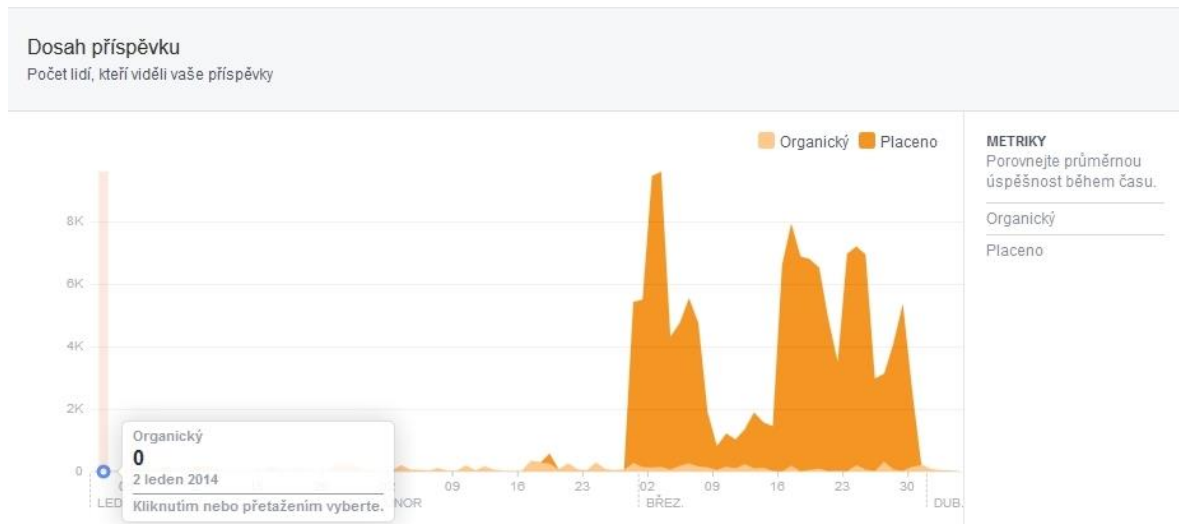 Dosah příspěvku
Počet lidí, kteří viděli vaše příspěvky
Organický Placeno
8K
6K
4K
2K
0
Organický
0
2 leden 2014
Kliknutím nebo přetažením vyberte.
09 16 23 02 09 16 23 30
LED NOR BŘEZ. DUB.
METRIKY
Porovnejte průměrnou
úspěšnost během času.
Organický
Placeno